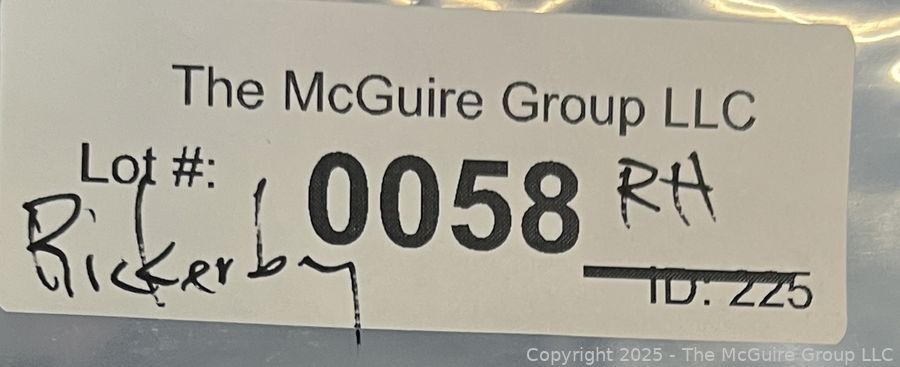 The McGuire Group LLC
Lot #: 0058 RH
Rickerby
ID: 225
Copyright 2025 - The McGuire Group LLC